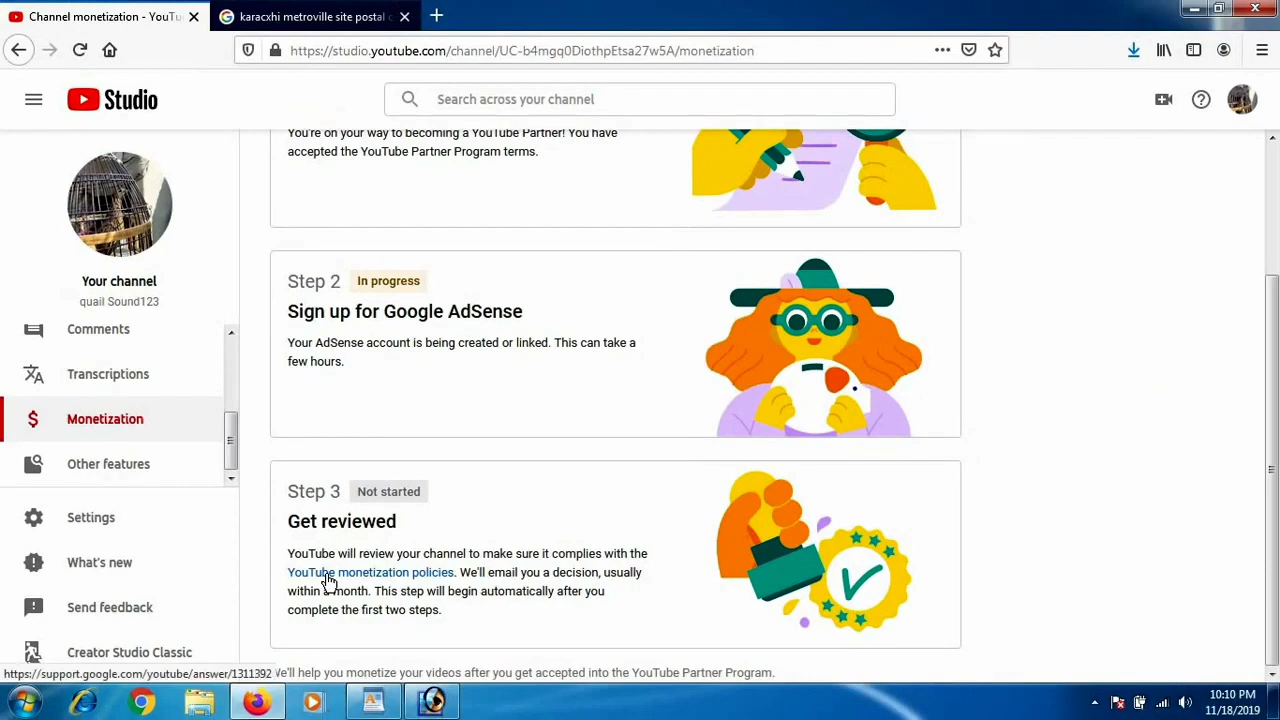 Channel monetization - YouTu
karacxhi metroville site postal c
https://studio.youtube.com/channel/UC-b4mgq0DiothpEtsa27w5A/monetization
Studio
Search across your channel
Your channel
quail Sound123
Comments
Transcriptions
Monetization
Other features
Settings
What's new
Send feedback
Creator Studio Classic
You're on your way to becoming a YouTube Partner! You have
accepted the YouTube Partner Program terms.
Step 2 In progress
Sign up for Google AdSense
Your AdSense account is being created or linked. This can take a
few hours.
Step 3 Not started
Get reviewed
YouTube will review your channel to make sure it complies with the
YouTube monetization policies. We'll email you a decision, usually
within a month. This step will begin automatically after you
complete the first two steps.
We'll help you monetize your videos after you get accepted into the YouTube Partner Program.
https://support.google.com/youtube/answer/1311392
10:10 PM
11/18/2019